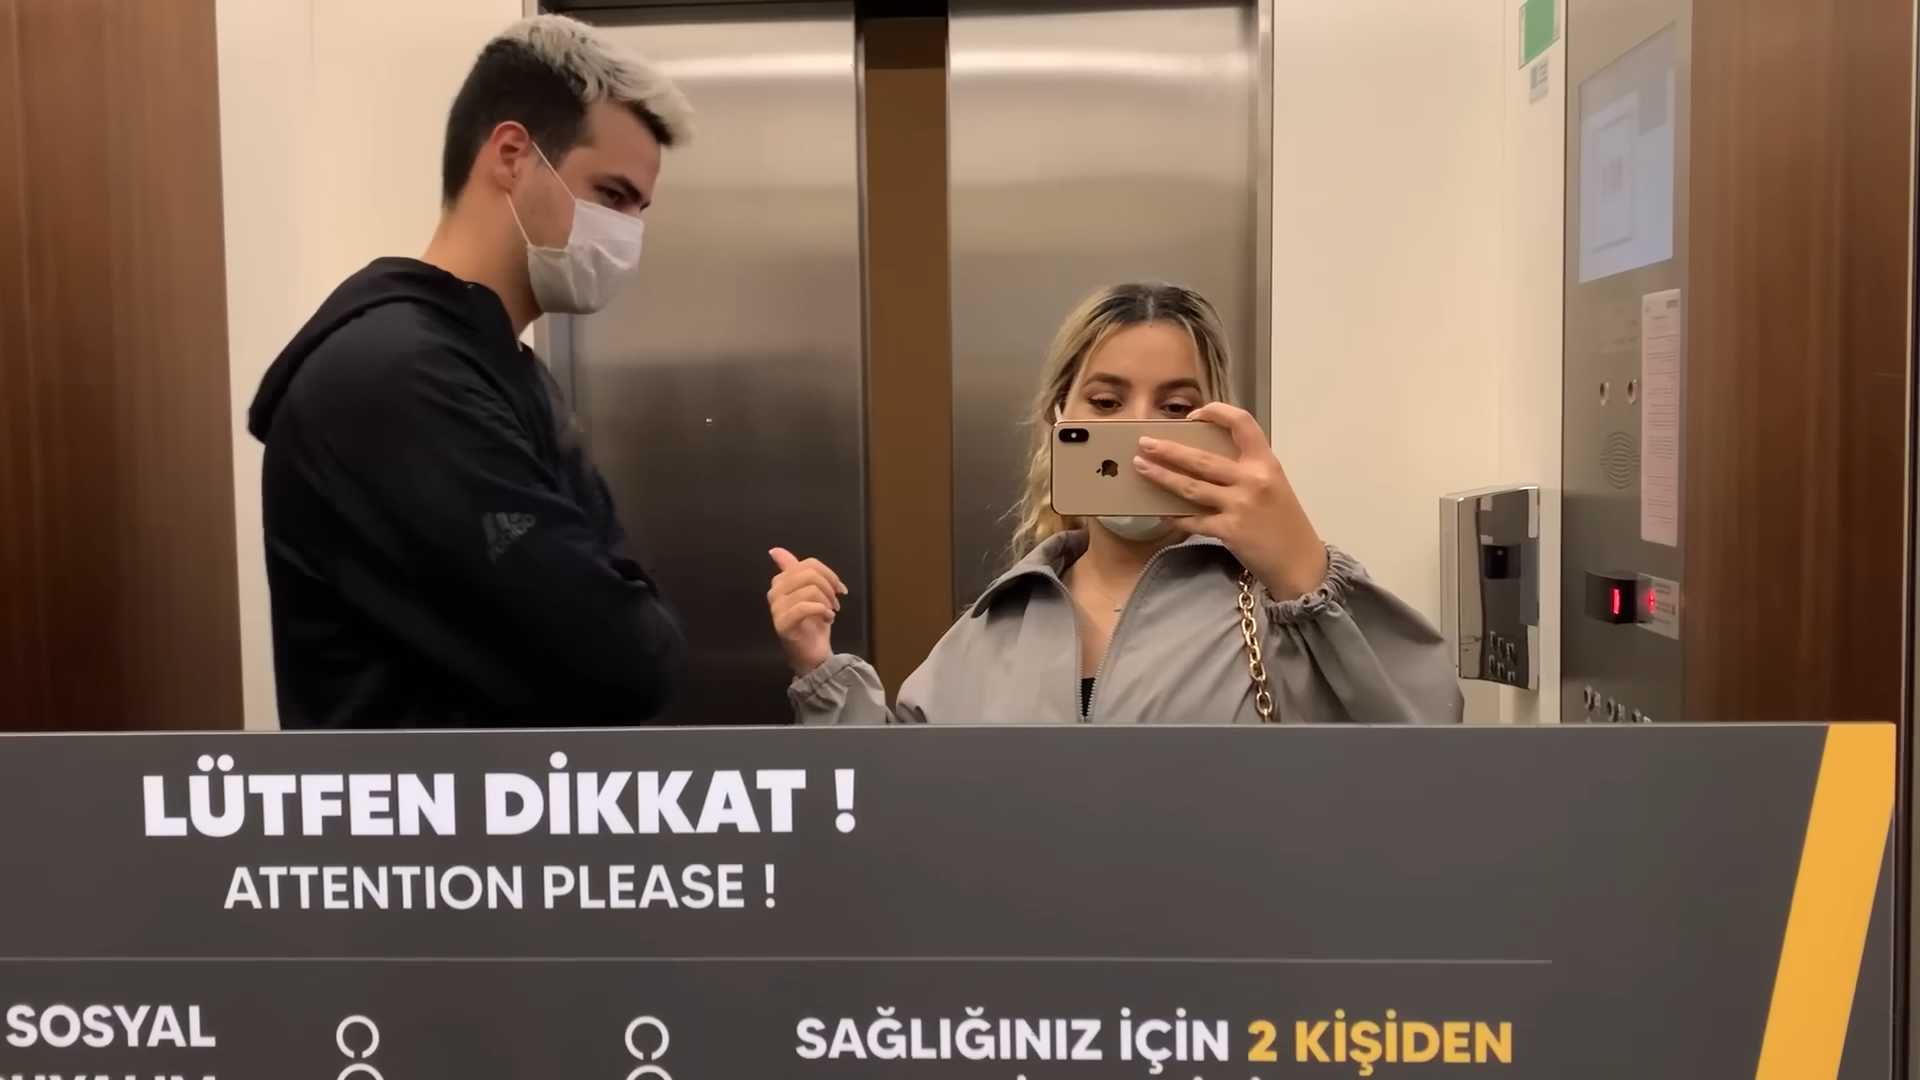 LÜTFEN DİKKAT !
ATTENTION PLEASE !
SOSYAL
SAĞLIĞINIZ İÇİN 2 KİŞİDEN